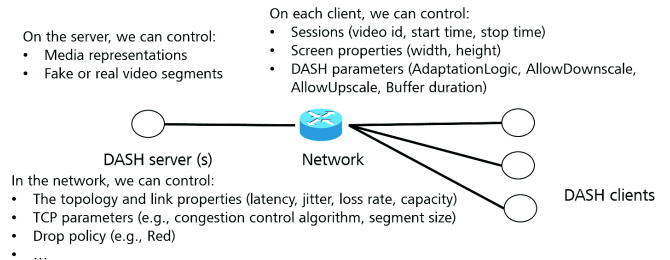 On the server, we can control:
• Media representations
• Fake or real video segments
On each client, we can control:
• Sessions (video id, start time, stop time)
• Screen properties (width, height)
• DASH parameters (AdaptationLogic, AllowDownscale,
AllowUpscale, Buffer duration)
DASH server (s)
Network
DASH clients
In the network, we can control:
• The topology and link properties (latency, jitter, loss rate, capacity)
• TCP parameters (e.g., congestion control algorithm, segment size)
• Drop policy (e.g., Red)
• ...